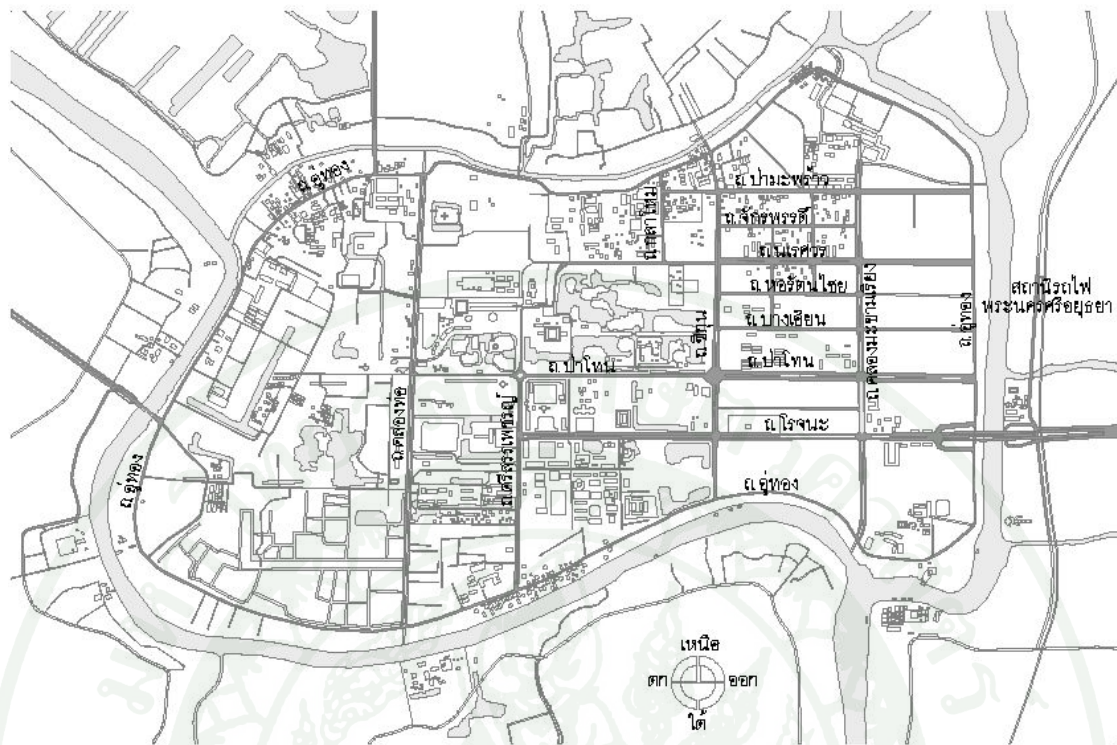 ถ.อู่ทอง
ถ.ป่ามะพร้าว
ถ.จักรพรรดิ์
ถ.นเรศวร
ถ.หอรัตนไชย
ถ.บางเอียน
ถ.ป่าโทน
ถ.ป่าโทน
ถ.ชีกุน
ถ.คลองมะขามเรียง
ถ.อู่ทอง
สถานีรถไฟ
พระนครศรีอยุธยา
ถ.คลองท่อ
ถ.ศรีสรรเพชญ์
ถ.โรจนะ
ถ.อู่ทอง
ถ.อู่ทอง
เหนือ
ตก
ออก
ใต้